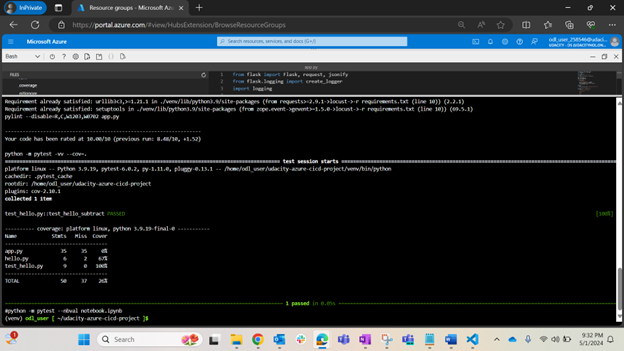 InPrivate
Resource groups - Microsoft Az
https://portal.azure.com/#view/HubsExtension/BrowseResourceGroups
Microsoft Azure
Search resources, services, and docs (G+/)
Bash
FILES
coverage
1 from flask import Flask, request, jsonify
2 from flask.logging import create_logger
3 import logging
Requirement already satisfied: urllib3<3,>=1.21.1 in ./venv/lib/python3.9/site-packages (from requests>=2.9.1->locust->-r requirements.txt (line 10)) (2.2.1)
Requirement already satisfied: setuptools in ./venv/lib/python3.9/site-packages (from zope.event->gevent>=1.5.0->locust->-r requirements.txt (line 10)) (69.5.1)
pylint --disable=R,C,W1203,W0702 app.py
--------------------------------------------------------------------
Your code has been rated at 10.00/10 (previous run: 8.48/10, +1.52)
python -m pytest -vv --cov=.
test session starts
platform linux -- Python 3.9.19, pytest-6.0.2, py-1.11.0, pluggy-0.13.1 -- /home/odl_user/udacity-azure-cicd-project/venv/bin/python
cachedir: .pytest_cache
rootdir: /home/odl_user/udacity-azure-cicd-project
plugins: cov-2.10.1
collected 1 item
test_hello.py::test_hello_subtract PASSED [100%]
---------- coverage: platform linux, python 3.9.19-final-0 ----------
Name Stmts Miss Cover
app.py 35 35 0%
hello.py 6 2 67%
test_hello.py 9 0 100%
TOTAL 50 37 26%
1 passed in 0.05s
#python -m pytest --nbval notebook.ipynb
(venv) odl_user [ ~/udacity-azure-cicd-project ]$
Search
9:32 PM
5/1/2024